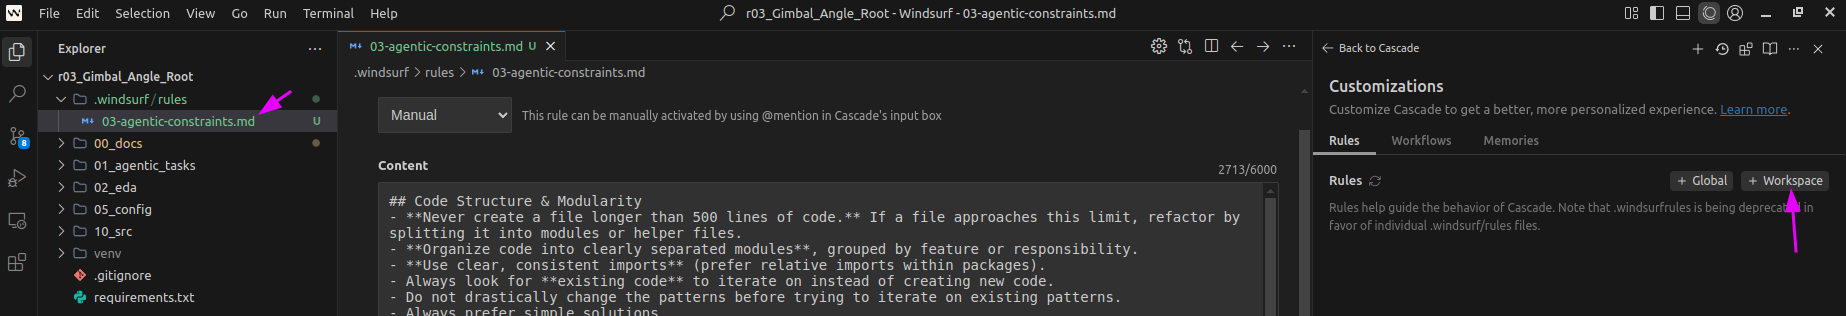 File Edit Selection View Go Run Terminal Help
r03_Gimbal_Angle_Root - Windsurf - 03-agentic-constraints.md
Explorer
r03_Gimbal_Angle_Root
.windsurf/rules
03-agentic-constraints.md U
00_docs
01_agentic_tasks
02_eda
05_config
10_src
venv
.gitignore
requirements.txt
8
03-agentic-constraints.md U
.windsurf > rules > 03-agentic-constraints.md
Manual
This rule can be manually activated by using @mention in Cascade's input box
Content
2713/6000
## Code Structure & Modularity
- **Never create a file longer than 500 lines of code.** If a file approaches this limit, refactor by
splitting it into modules or helper files.
- **Organize code into clearly separated modules**, grouped by feature or responsibility.
- **Use clear, consistent imports** (prefer relative imports within packages).
- Always look for **existing code** to iterate on instead of creating new code.
- Do not drastically change the patterns before trying to iterate on existing patterns.
- Always prefer simple solutions
Back to Cascade
Customizations
Customize Cascade to get a better, more personalized experience. Learn more.
Rules Workflows Memories
Rules
+ Global
+ Workspace
Rules help guide the behavior of Cascade. Note that .windsurfrules is being in
favor of individual .windsurf/rules files.